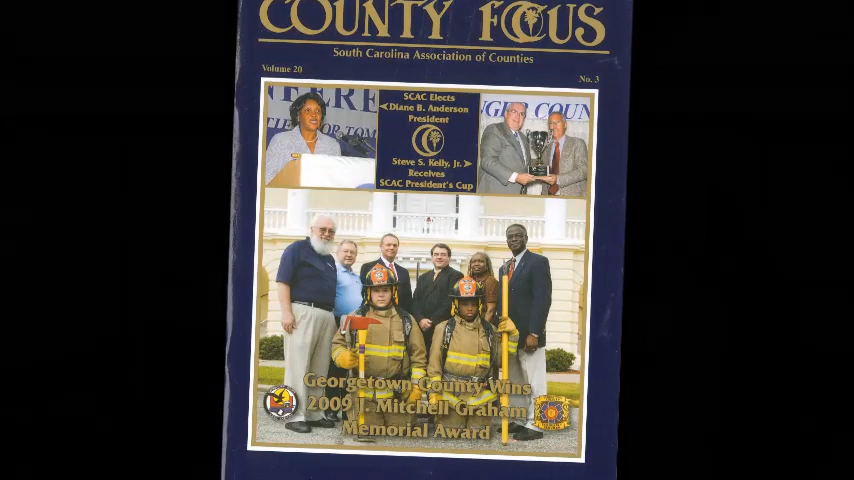 COUNTY FOCUS
South Carolina Association of Counties
Volume 20
No. 3
SCAC Elects
Diane B. Anderson
President
Steve S. Kelly, Jr.
Receives
SCAC President's Cup
Georgetown County Wins
2009 J. Mitchell Graham
Memorial Award